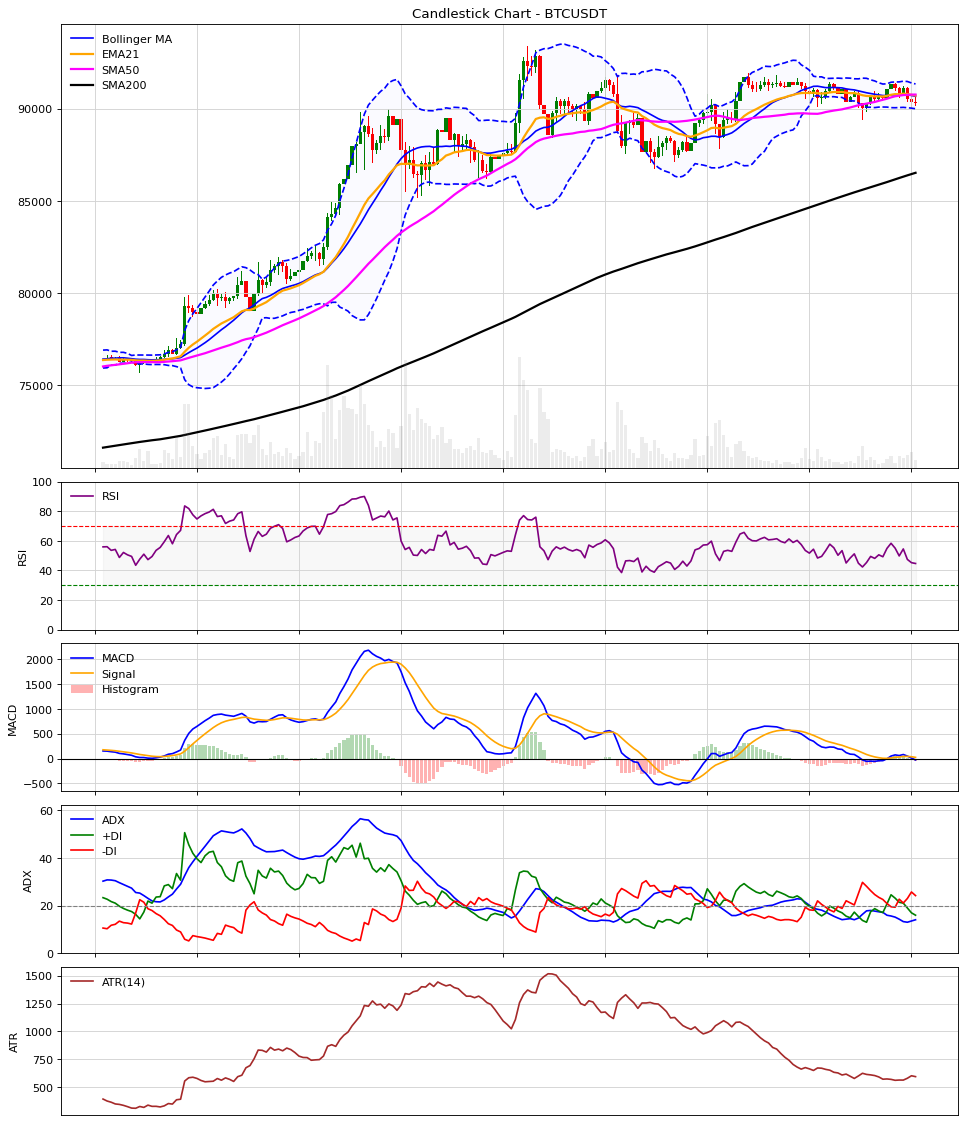 Candlestick Chart - BTCUSDT
Bollinger MA
EMA21
SMA50
SMA200
90000
85000
80000
75000
100
80
60
40
20
0
RSI
RSI
2000
1500
1000
500
0
−500
MACD
MACD
Signal
Histogram
60
40
20
0
ADX
ADX
+DI
-DI
1500
1250
1000
750
500
ATR
ATR(14)